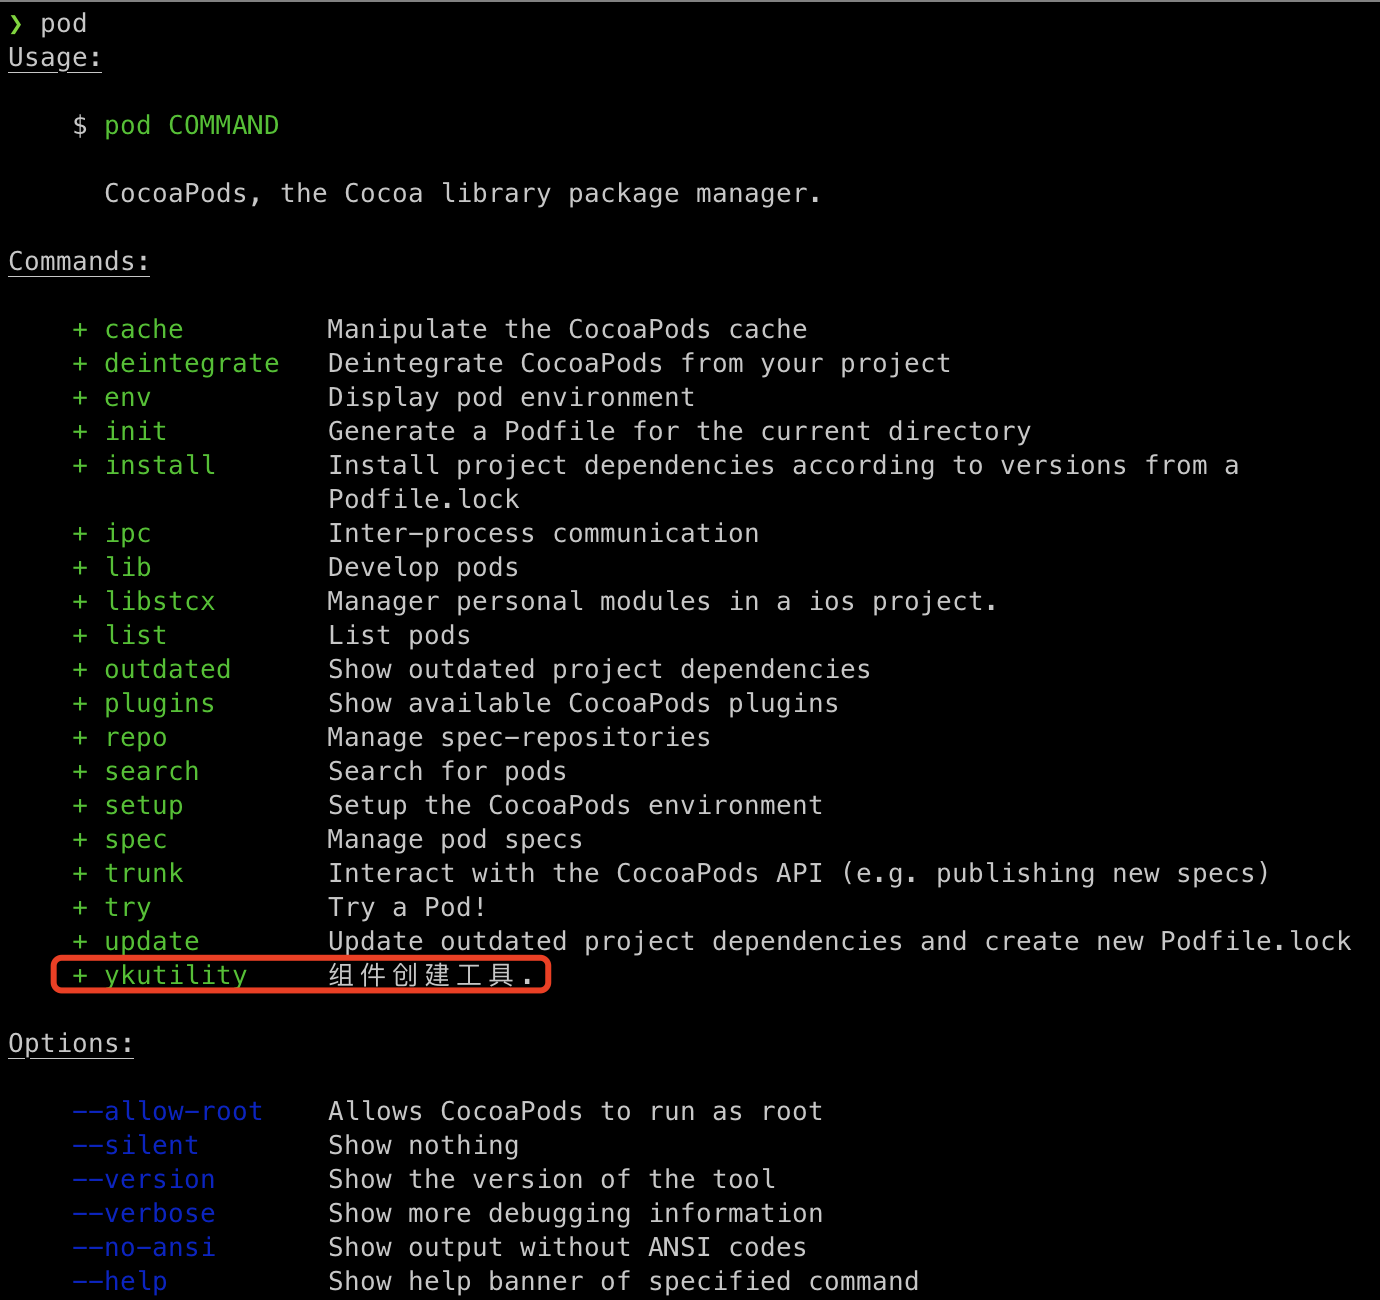 ❯ pod
Usage:
$ pod COMMAND
CocoaPods, the Cocoa library package manager.
Commands:
+ cache Manipulate the CocoaPods cache
+ deintegrate Deintegrate CocoaPods from your project
+ env Display pod environment
+ init Generate a Podfile for the current directory
+ install Install project dependencies according to versions from a
Podfile.lock
+ ipc Inter-process communication
+ lib Develop pods
+ libstcx Manager personal modules in a ios project.
+ list List pods
+ outdated Show outdated project dependencies
+ plugins Show available CocoaPods plugins
+ repo Manage spec-repositories
+ search Search for pods
+ setup Setup the CocoaPods environment
+ spec Manage pod specs
+ trunk Interact with the CocoaPods API (e.g. publishing new specs)
+ try Try a Pod!
+ update Update outdated project dependencies and create new Podfile.lock
+ ykutility 组件创建工具.
Options:
--allow-root Allows CocoaPods to run as root
--silent Show nothing
--version Show the version of the tool
--verbose Show more debugging information
--no-ansi Show output without ANSI codes
--help Show help banner of specified command